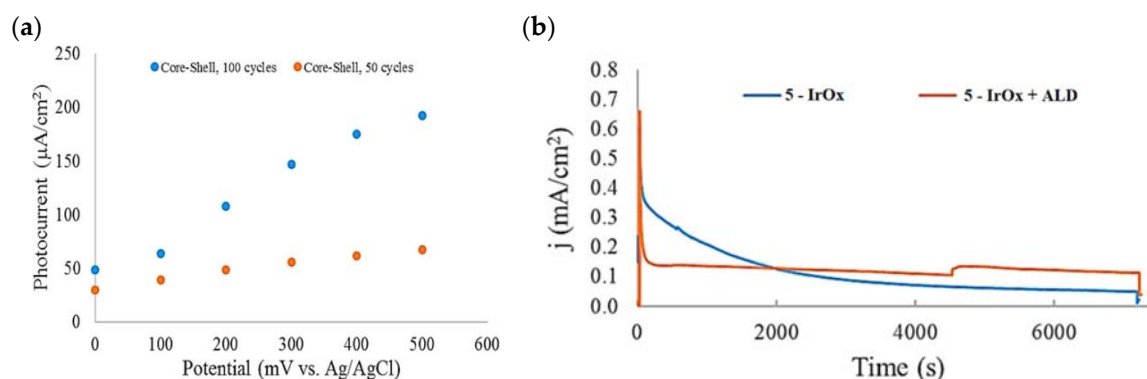 (a)
250
200
150
100
50
0
Photocurrent (µA/cm²)
Core-Shell, 100 cycles
Core-Shell, 50 cycles
0 100 200 300 400 500 600
Potential (mV vs. Ag/AgCl)
(b)
0.8
0.7
0.6
0.5
0.4
0.3
0.2
0.1
0.0
j (mA/cm²)
5 - IrOx
5 - IrOx + ALD
0 2000 4000 6000
Time (s)